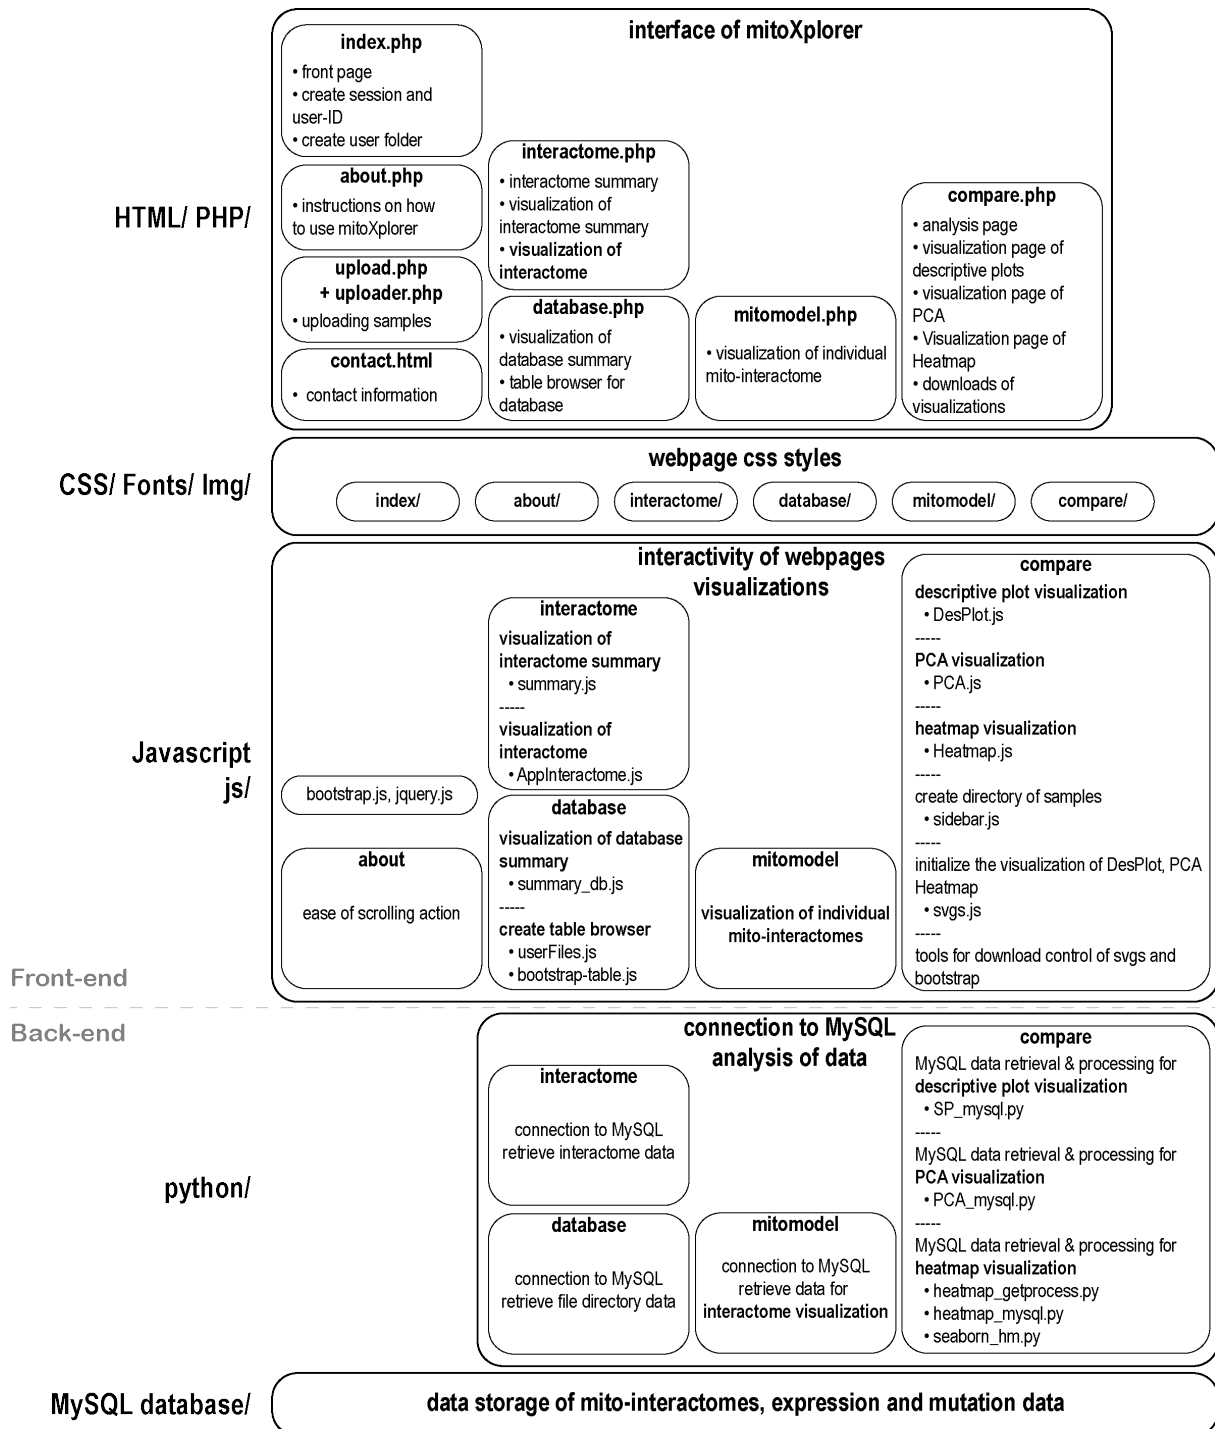 interface of mitoXplorer
HTML/ PHP/
index.php
• front page
• create session and
user-ID
• create user folder
about.php
• instructions on how
to use mitoXplorer
upload.php
+ uploader.php
• uploading samples
contact.html
• contact information
interactome.php
• interactome summary
• visualization of
interactome summary
• visualization of
interactome
database.php
• visualization of
database summary
• table browser for
database
mitomodel.php
• visualization of individual
mito-interactome
compare.php
• analysis page
• visualization page of
descriptive plots
• visualization page of
PCA
• Visualization page of
Heatmap
• downloads of
visualizations
CSS/ Fonts/ Img/
webpage css styles
index/
about/
interactome/
database/
mitomodel/
compare/
Javascript
js/
interactivity of webpages
visualizations
bootstrap.js, jquery.js
about
ease of scrolling action
interactome
visualization of
interactome summary
• summary.js
-----
visualization of
interactome
• AppInteractome.js
database
visualization of database
summary
• summary_db.js
-----
create table browser
• userFiles.js
• bootstrap-table.js
mitomodel
visualization of individual
mito-interactomes
compare
descriptive plot visualization
• DesPlot.js
-----
PCA visualization
• PCA.js
-----
heatmap visualization
• Heatmap.js
-----
create directory of samples
• sidebar.js
-----
initialize the visualization of DesPlot, PCA
Heatmap
• svgs.js
-----
tools for download control of svgs and
bootstrap
Front-end
Back-end
python/
connection to MySQL
analysis of data
interactome
connection to MySQL
retrieve interactome data
database
connection to MySQL
retrieve file directory data
mitomodel
connection to MySQL
retrieve data for
interactome visualization
compare
MySQL data retrieval & processing for
descriptive plot visualization
• SP_mysql.py
-----
MySQL data retrieval & processing for
PCA visualization
• PCA_mysql.py
-----
MySQL data retrieval & processing for
heatmap visualization
• heatmap_getprocess.py
• heatmap_mysql.py
• seaborn_hm.py
MySQL database/
data storage of mito-interactomes, expression and mutation data